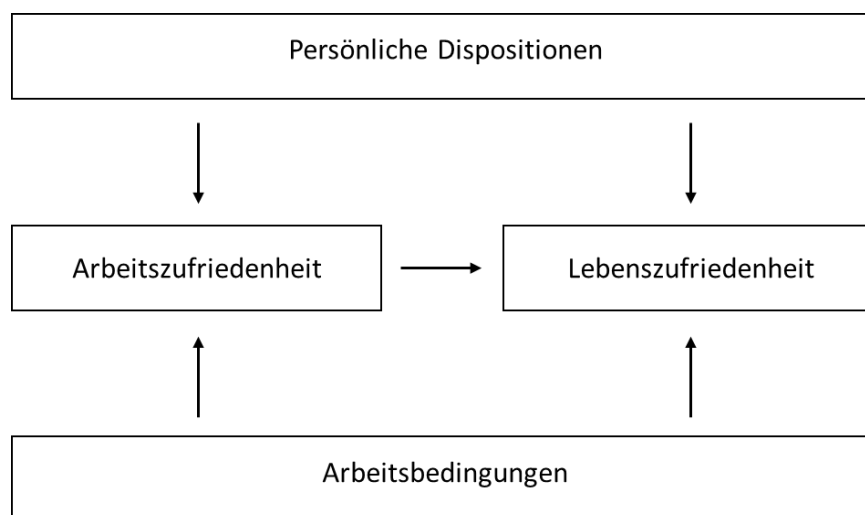 Persönliche Dispositionen
Arbeitszufriedenheit
Lebenszufriedenheit
Arbeitsbedingungen